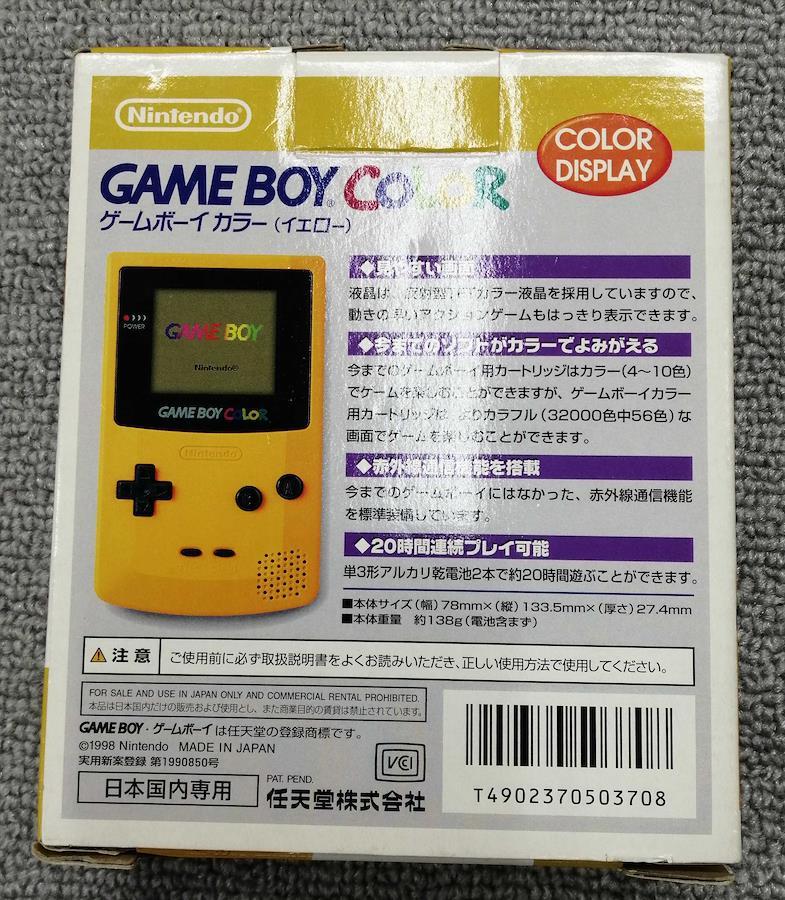 Nintendo®
COLOR
DISPLAY
GAME BOY® COLOR
ゲームボーイ カラー（イエロー）
POWER
GAME BOY
Nintendo®
GAME BOY COLOR
Nintendo
B
A
◆見やすい画面
液晶は、反射型TFTカラー液晶を採用していますので、
動きの早いアクションゲームもはっきり表示できます。
◆今までのソフトがカラーでよみがえる
今までのゲームボーイ用カートリッジはカラー（4〜10色）
でゲームを楽しむことができますが、ゲームボーイカラー
用カートリッジは、よりカラフル（32000色中56色）な
画面でゲームを楽しむことができます。
◆赤外線通信機能を搭載
今までのゲームボーイにはなかった、赤外線通信機能
を標準装備しています。
◆20時間連続プレイ可能
単3形アルカリ乾電池2本で約20時間遊ぶことができます。
■本体サイズ（幅）78mm×（縦）133.5mm×（厚さ）27.4mm
■本体重量 約138g（電池含まず）
注意 ご使用前に必ず取扱説明書をよくお読みいただき、正しい使用方法で使用してください。
FOR SALE AND USE IN JAPAN ONLY AND COMMERCIAL RENTAL PROHIBITED.
本品は日本国内だけの販売および使用とし、また商業目的の賃貸は禁止されています。
GAME BOY・ゲームボーイは任天堂の登録商標です。
©1998 Nintendo MADE IN JAPAN
実用新案登録 第1990850号
PAT. PEND.
VCI
日本国内専用
任天堂株式会社
T4902370503708